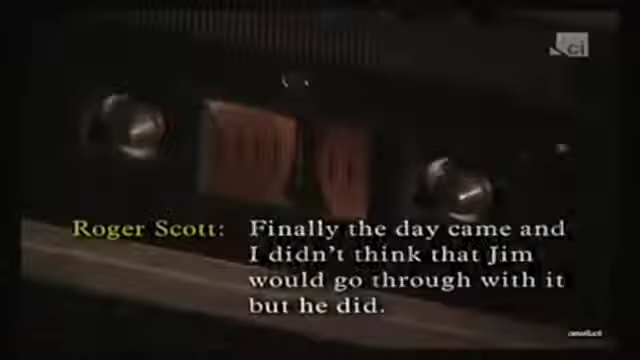 ci
Roger Scott: Finally the day came and
I didn't think that Jim
would go through with it
but he did.